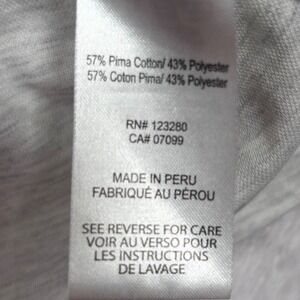 57% Pima Cotton/ 43% Polyester
57% Coton Pima/ 43% Polyester
RN# 123280
CA# 07099
MADE IN PERU
FABRIQUÉ AU PÉROU
SEE REVERSE FOR CARE
VOIR AU VERSO POUR
LES INSTRUCTIONS
DE LAVAGE